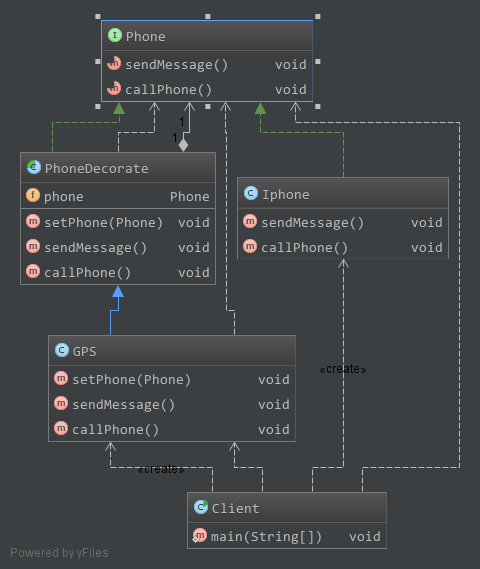 I Phone
m sendMessage() void
m callPhone() void
1
1
C PhoneDecorate
f phone Phone
m setPhone(Phone) void
m sendMessage() void
m callPhone() void
C Iphone
m sendMessage() void
m callPhone() void
C GPS
m setPhone(Phone) void
m sendMessage() void
m callPhone() void
«create»
«create»
C Client
m main(String[]) void
Powered by yFiles